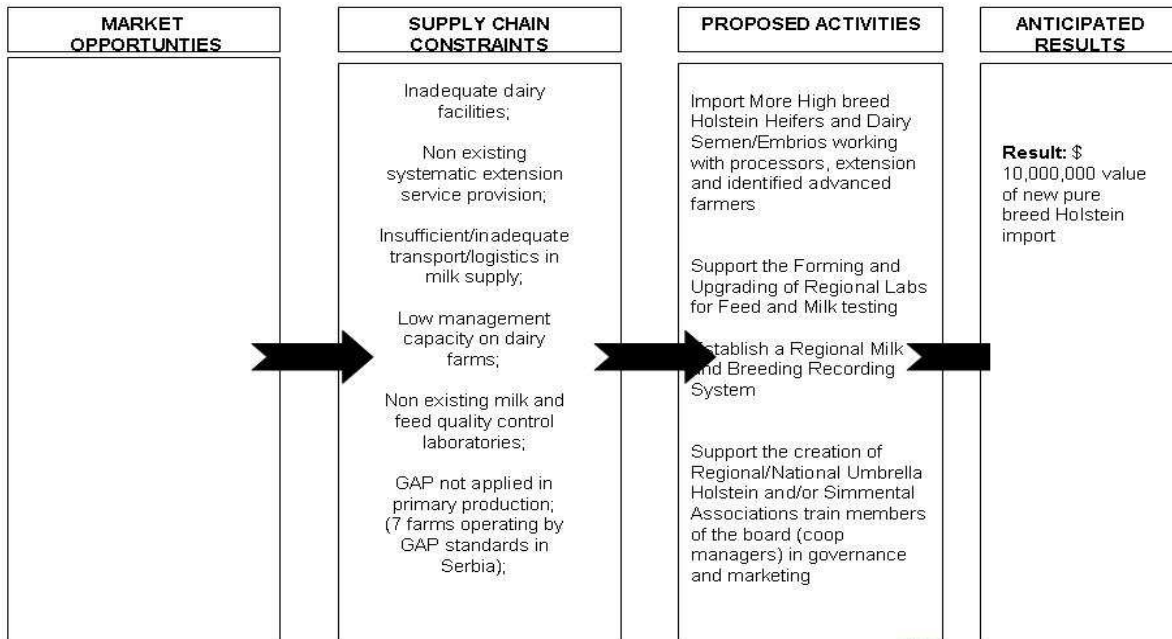 MARKET
OPPORTUNTIES
SUPPLY CHAIN
CONSTRAINTS
Inadequate dairy
facilities;
Non existing
systematic extension
service provision;
Insufficient/inadequate
transport/logistics in
milk supply;
Low management
capacity on dairy
farms;
Non existing milk and
feed quality control
laboratories;
GAP not applied in
primary production;
(7 farms operating by
GAP standards in
Serbia);
PROPOSED ACTIVITIES
Import More High breed
Holstein Heifers and Dairy
Semen/Embrios working
with processors, extension
and identified advanced
farmers
Support the Forming and
Upgrading of Regional Labs
for Feed and Milk testing
Establish a Regional Milk
and Breeding Recording
System
Support the creation of
Regional/National Umbrella
Holstein and/or Simmental
Associations train members
of the board (coop
managers) in governance
and marketing
ANTICIPATED
RESULTS
Result: $
10,000,000 value
of new pure
breed Holstein
import